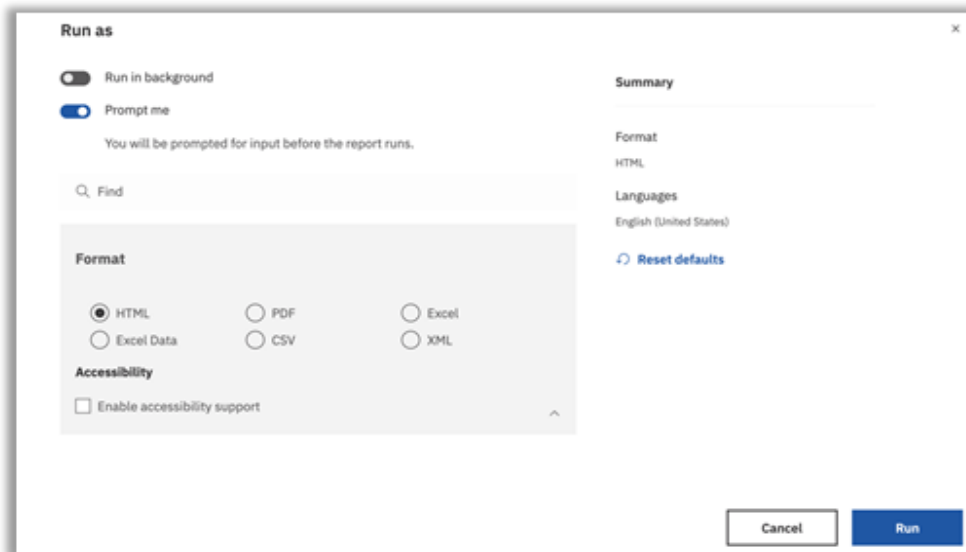 Run as
Run in background
Prompt me
You will be prompted for input before the report runs.
Find
Format
HTML PDF Excel
Excel Data CSV XML
Accessibility
Enable accessibility support
Summary
Format
HTML
Languages
English (United States)
Reset defaults
Cancel Run